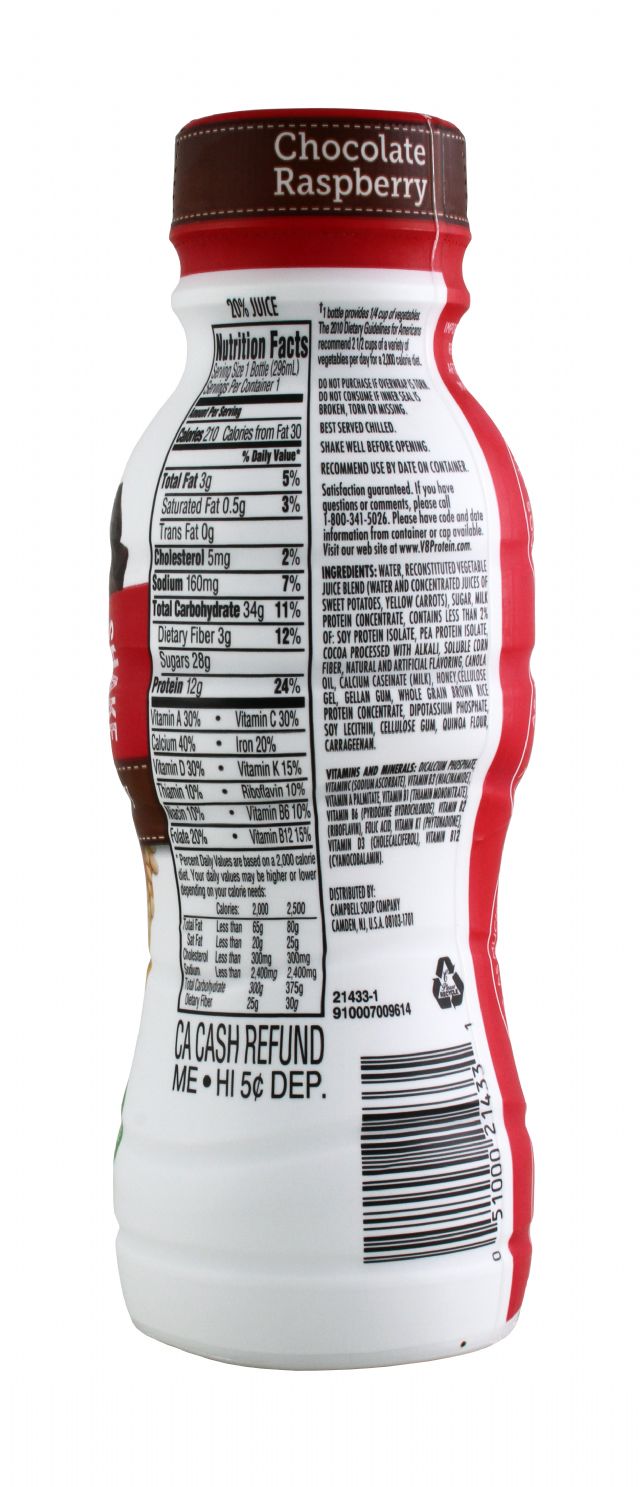 Chocolate
Raspberry
20% JUICE
Nutrition Facts
Serving Size 1 Bottle (296mL)
Servings Per Container 1
Amount Per Serving
Calories 210 Calories from Fat 30
% Daily Value*
Total Fat 3g 5%
Saturated Fat 0.5g 3%
Trans Fat 0g
Cholesterol 5mg 2%
Sodium 160mg 7%
Total Carbohydrate 34g 11%
Dietary Fiber 3g 12%
Sugars 28g
Protein 12g 24%
Vitamin A 30% • Vitamin C 30%
Calcium 40% • Iron 20%
Vitamin D 30% • Vitamin K 15%
Thiamin 10% • Riboflavin 10%
Niacin 10% • Vitamin B6 10%
Folate 20% • Vitamin B12 15%
*Percent Daily Values are based on a 2,000 calorie
diet. Your daily values may be higher or lower
depending on your calorie needs:
Calories: 2,000 2,500
Total Fat Less than 65g 80g
Sat Fat Less than 20g 25g
Cholesterol Less than 300mg 300mg
Sodium Less than 2,400mg 2,400mg
Total Carbohydrate 300g 375g
Dietary Fiber 25g 30g
CA CASH REFUND
ME • HI 5¢ DEP.
†1 bottle provides 1/4 cup of vegetables
The 2010 Dietary Guidelines for Americans
recommend 2 1/2 cups of a variety of
vegetables per day for a 2,000 calorie diet.
DO NOT PURCHASE IF OVERWRAP IS TORN.
DO NOT CONSUME IF INNER SEAL IS
BROKEN, TORN OR MISSING.
BEST SERVED CHILLED.
SHAKE WELL BEFORE OPENING.
RECOMMEND USE BY DATE ON CONTAINER.
Satisfaction guaranteed. If you have
questions or comments, please call
1-800-341-5026. Please have code and date
information from container or cap available.
Visit our web site at www.V8Protein.com.
INGREDIENTS: WATER, RECONSTITUTED VEGETABLE
JUICE BLEND (WATER AND CONCENTRATED JUICES OF
SWEET POTATOES, YELLOW CARROTS), SUGAR, MILK
PROTEIN CONCENTRATE, CONTAINS LESS THAN 2%
OF: SOY PROTEIN ISOLATE, PEA PROTEIN ISOLATE,
COCOA PROCESSED WITH ALKALI, SOLUBLE CORN
FIBER, NATURAL AND ARTIFICIAL FLAVORING, CANOLA
OIL, CALCIUM CASEINATE (MILK), HONEY, CELLULOSE
GEL, GELLAN GUM, WHOLE GRAIN BROWN RICE
PROTEIN CONCENTRATE, DIPOTASSIUM PHOSPHATE,
SOY LECITHIN, CELLULOSE GUM, QUINOA FLOUR,
CARRAGEENAN.
VITAMINS AND MINERALS: DICALCIUM PHOSPHATE,
VITAMIN C (SODIUM ASCORBATE), VITAMIN B3 (NIACINAMIDE),
VITAMIN A PALMITATE, VITAMIN B1 (THIAMIN MONONITRATE),
VITAMIN B6 (PYRIDOXINE HYDROCHLORIDE), VITAMIN B2
(RIBOFLAVIN), FOLIC ACID, VITAMIN K1 (PHYTONADIONE),
VITAMIN D3 (CHOLECALCIFEROL), VITAMIN B12
(CYANOCOBALAMIN).
DISTRIBUTED BY:
CAMPBELL SOUP COMPANY
CAMDEN, NJ, U.S.A. 08103-1701
21433-1
910007009614
0 51000 21433 1
SHAKE